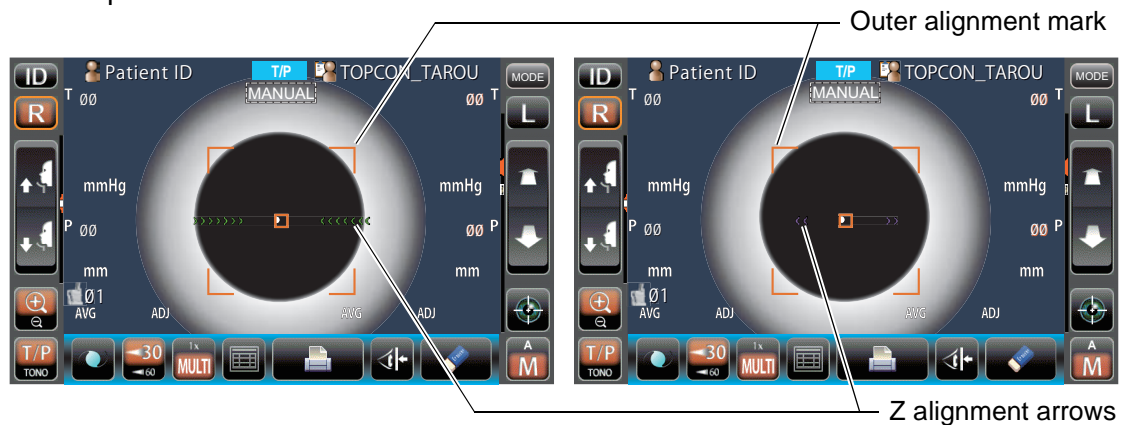 Outer alignment mark
ID
Patient ID
T/P
TOPCON_TAROU
MODE
MANUAL
T 00
00 T
R
L
mmHg
mmHg
P 00
00 P
mm
mm
01
AVG
ADJ
AVG
ADJ
T/P
TONO
30
60
1x
MULTI
A
M
ID
Patient ID
T/P
TOPCON_TAROU
MODE
MANUAL
T 00
00 T
R
L
mmHg
mmHg
P 00
00 P
mm
mm
01
AVG
ADJ
AVG
ADJ
T/P
TONO
30
60
1x
MULTI
A
M
Z alignment arrows